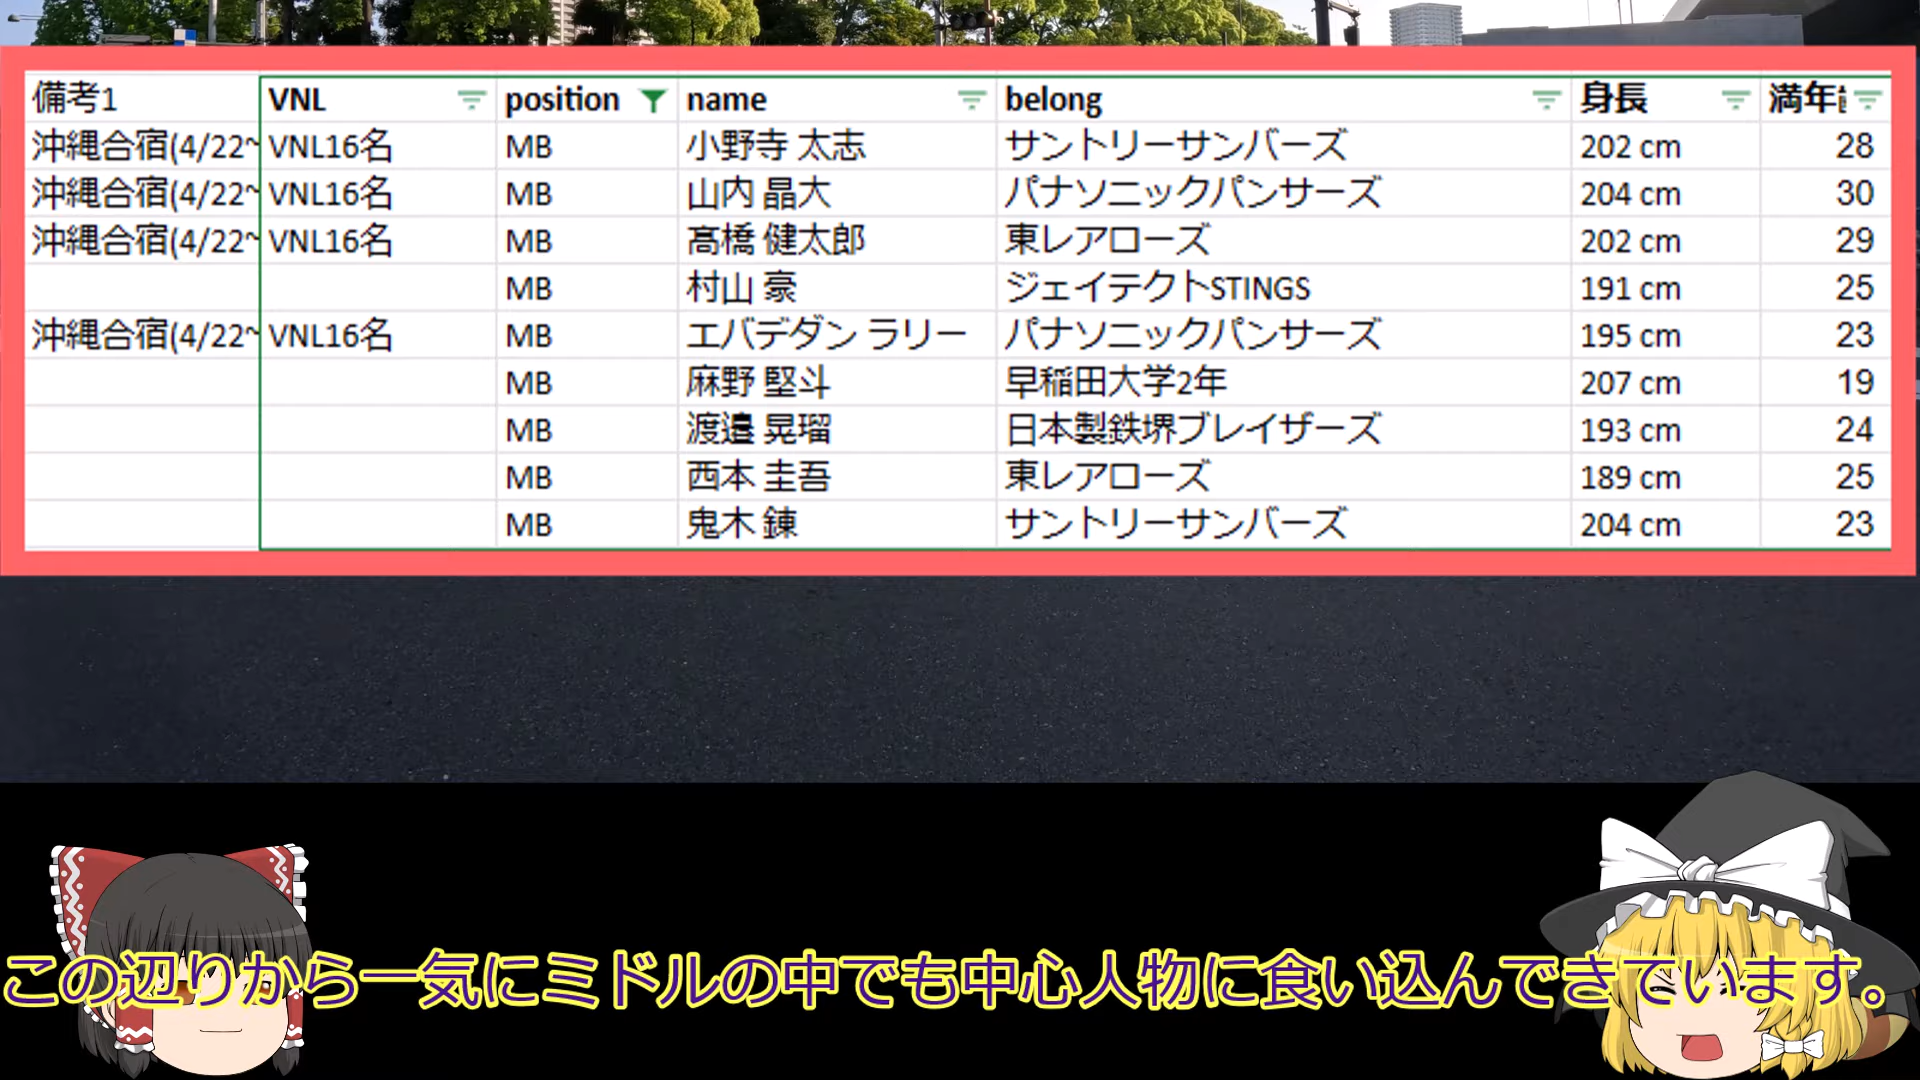 備考1 VNL position name belong 身長 満年
沖縄合宿(4/22~ VNL16名 MB 小野寺 太志 サントリーサンバーズ 202 cm 28
沖縄合宿(4/22~ VNL16名 MB 山内 晶大 パナソニックパンサーズ 204 cm 30
沖縄合宿(4/22~ VNL16名 MB 髙橋 健太郎 東レアローズ 202 cm 29
MB 村山 豪 ジェイテクトSTINGS 191 cm 25
沖縄合宿(4/22~ VNL16名 MB エバデダン ラリー パナソニックパンサーズ 195 cm 23
MB 麻野 堅斗 早稲田大学2年 207 cm 19
MB 渡邉 晃瑠 日本製鉄堺ブレイザーズ 193 cm 24
MB 西本 圭吾 東レアローズ 189 cm 25
MB 鬼木 錬 サントリーサンバーズ 204 cm 23
この辺りから一気にミドルの中でも中心人物に食い込んできています。